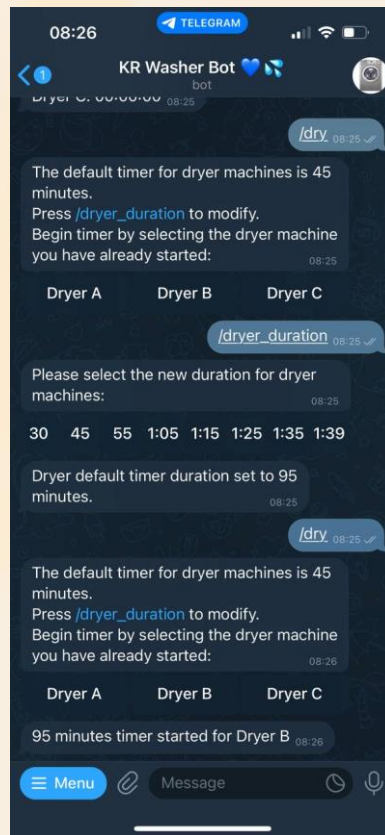 08:26
TELEGRAM
1
KR Washer Bot 💙💦
bot
Dryer C: 00:00:00 08:25
/dry 08:25
The default timer for dryer machines is 45
minutes.
Press /dryer_duration to modify.
Begin timer by selecting the dryer machine
you have already started:
08:25
Dryer A Dryer B Dryer C
/dryer_duration 08:25
Please select the new duration for dryer
machines:
08:25
30 45 55 1:05 1:15 1:25 1:35 1:39
Dryer default timer duration set to 95
minutes.
08:25
/dry 08:25
The default timer for dryer machines is 45
minutes.
Press /dryer_duration to modify.
Begin timer by selecting the dryer machine
you have already started:
08:26
Dryer A Dryer B Dryer C
95 minutes timer started for Dryer B 08:26
Menu Message